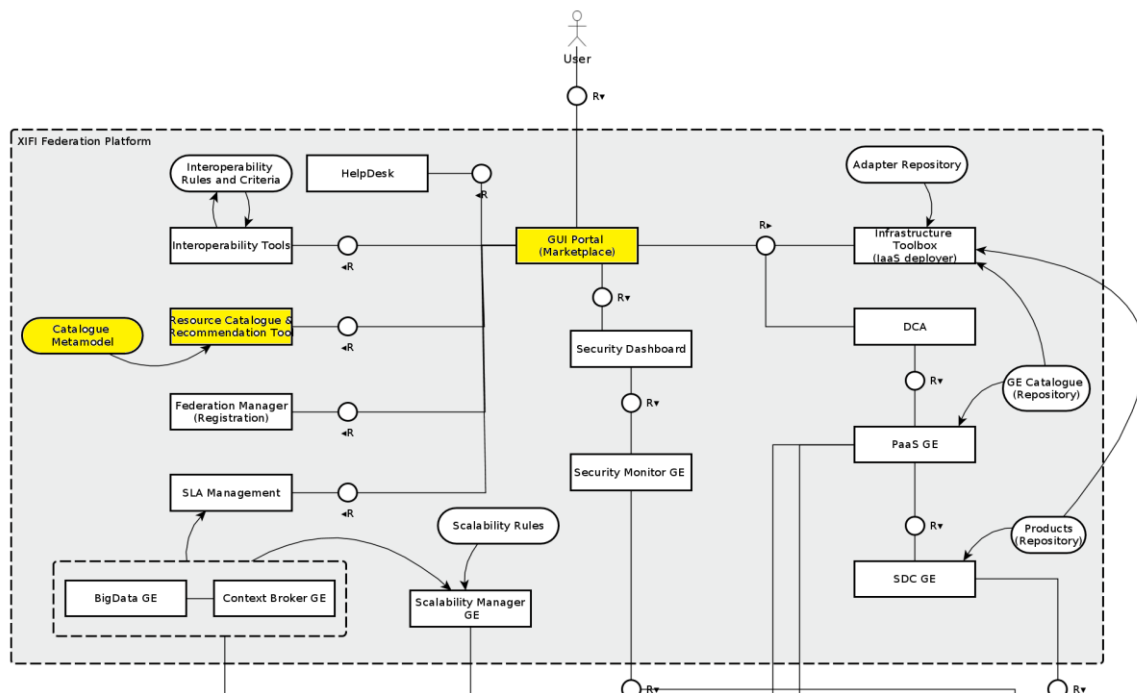 User
R▾
XIFI Federation Platform
Interoperability
Rules and Criteria
HelpDesk
◂R
Adapter Repository
Interoperability Tools
◂R
GUI Portal
(Marketplace)
R▸
Infrastructure
Toolbox
(IaaS deployer)
R▾
Catalogue
Metamodel
Resource Catalogue &
Recommendation Tool
◂R
Security Dashboard
DCA
R▾
R▾
GE Catalogue
(Repository)
Federation Manager
(Registration)
◂R
PaaS GE
Security Monitor GE
SLA Management
◂R
Scalability Rules
R▾
Products
(Repository)
BigData GE
Context Broker GE
Scalability Manager
GE
SDC GE
R▾
R▾